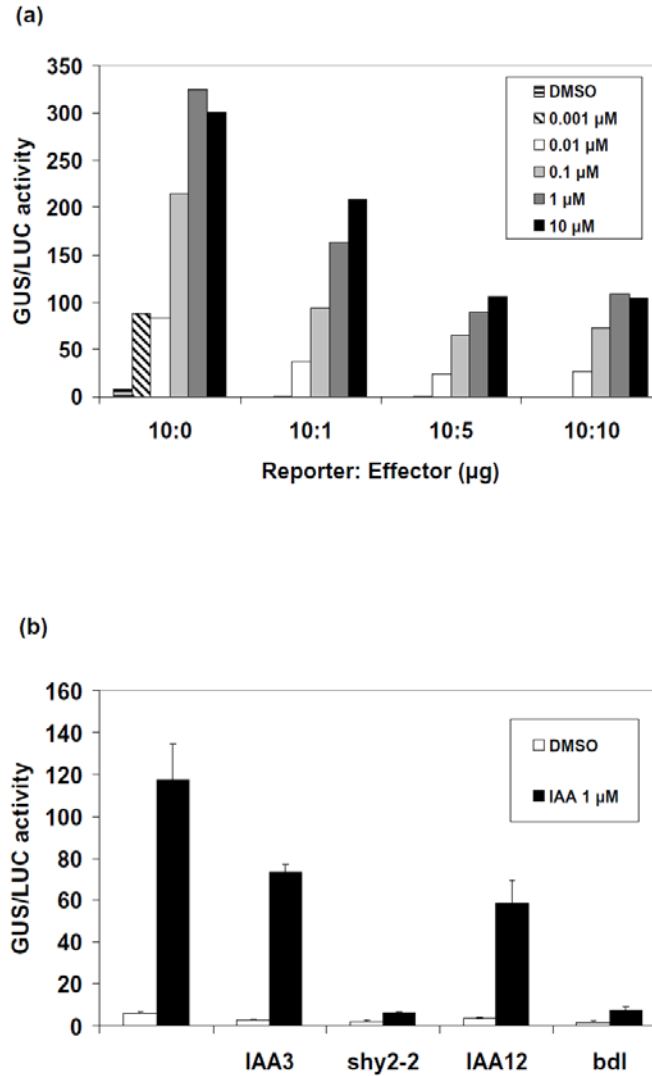 (a)
350
300
250
200
150
100
50
0
GUS/LUC activity
DMSO
0.001 µM
0.01 µM
0.1 µM
1 µM
10 µM
10:0 10:1 10:5 10:10
Reporter: Effector (µg)
(b)
160
140
120
100
80
60
40
20
0
GUS/LUC activity
DMSO
IAA 1 µM
IAA3 shy2-2 IAA12 bdl